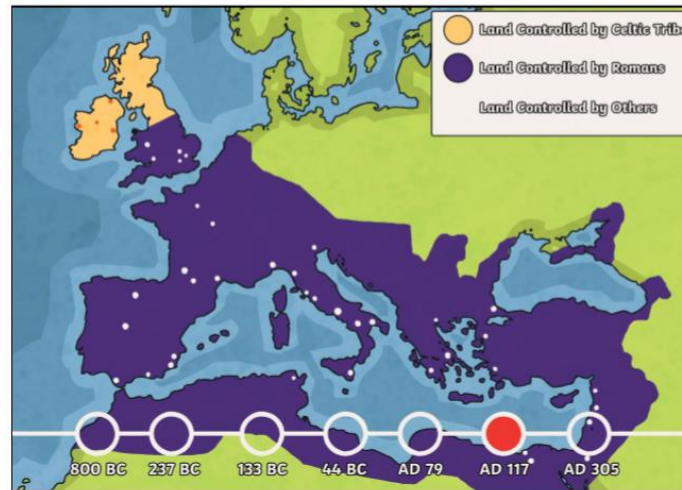 Land Controlled by Celtic Tribe
Land Controlled by Romans
Land Controlled by Others
800 BC 237 BC 133 BC 44 BC AD 79 AD 117 AD 305